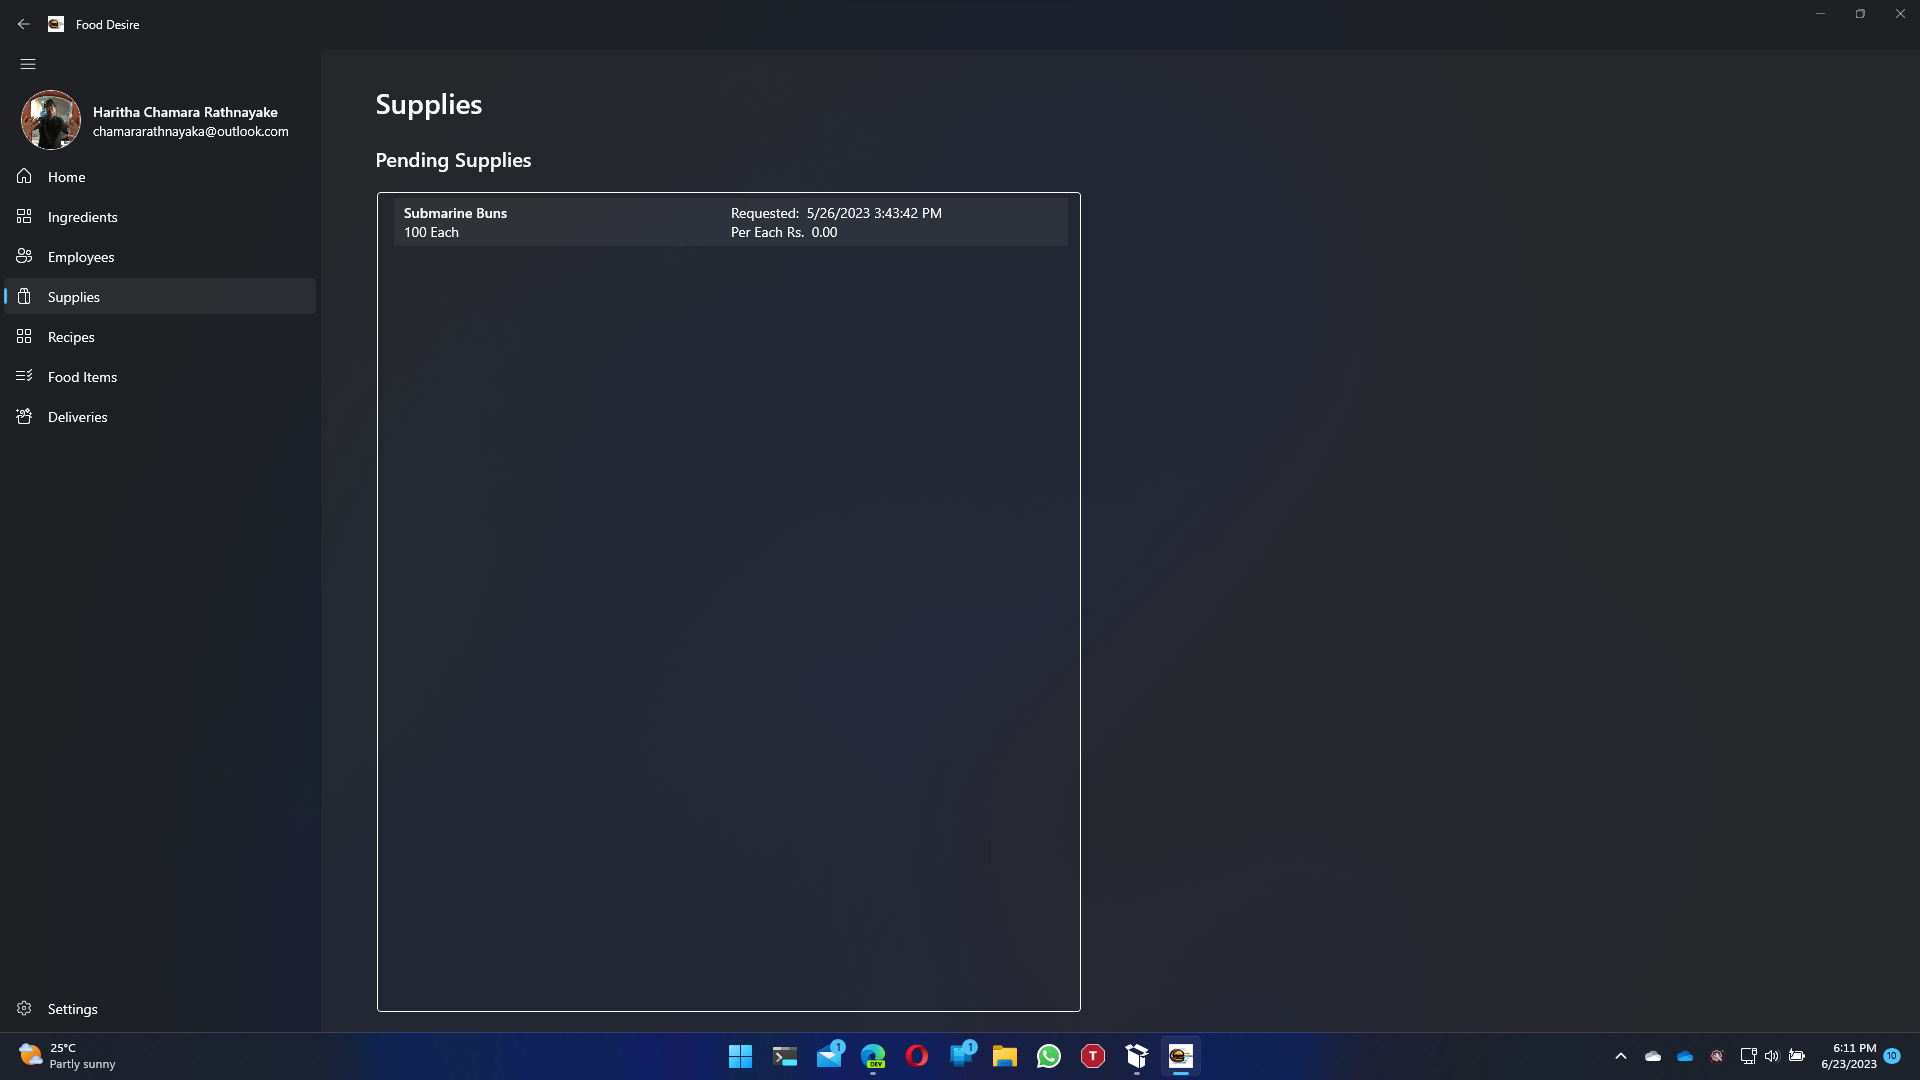 Food Desire
Haritha Chamara Rathnayake
chamararathnayaka@outlook.com
Home
Ingredients
Employees
Supplies
Recipes
Food Items
Deliveries
Settings
Supplies
Pending Supplies
Submarine Buns
100 Each
Requested: 5/26/2023 3:43:42 PM
Per Each Rs. 0.00
25°C
Partly sunny
1
DEV
1
T
6:11 PM
6/23/2023
10